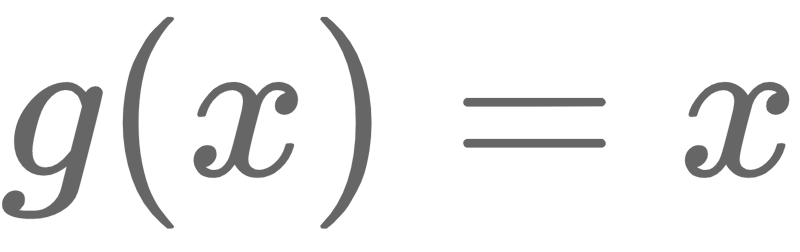 g(x) = x